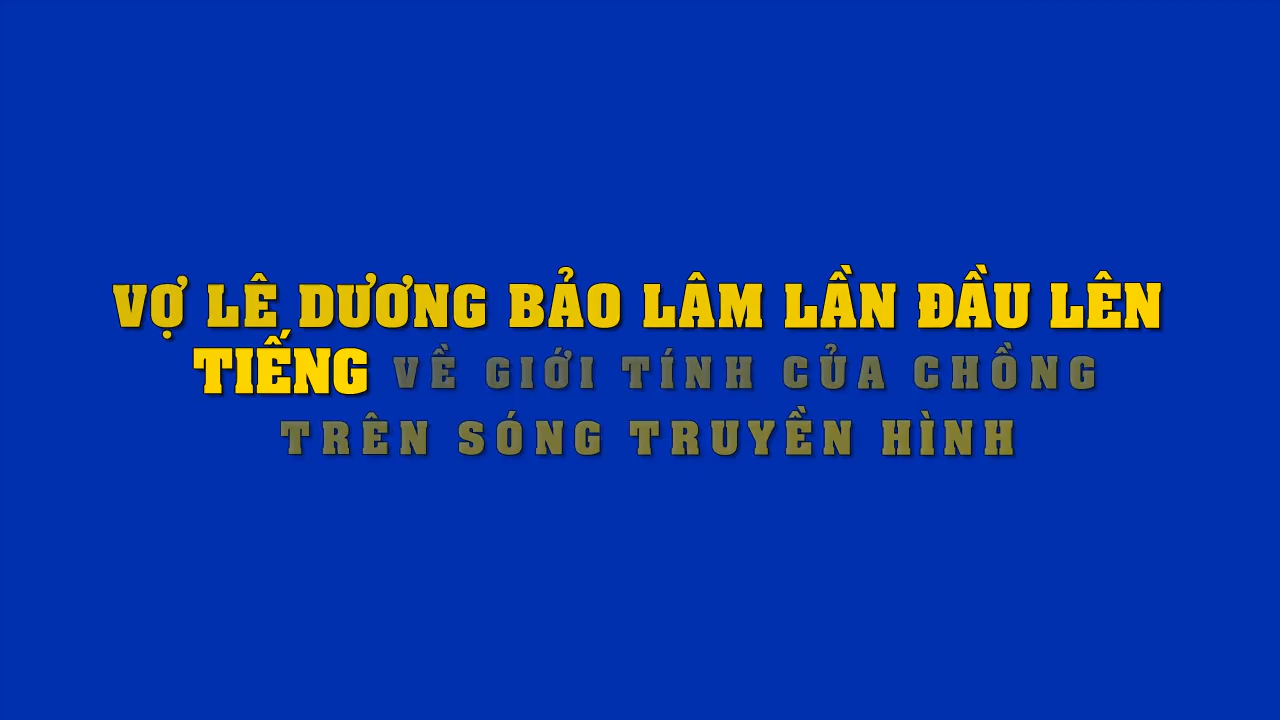 VỢ LÊ DƯƠNG BẢO LÂM LẦN ĐẦU LÊN
TIẾNG VỀ GIỚI TÍNH CỦA CHỒNG
TRÊN SÓNG TRUYỀN HÌNH